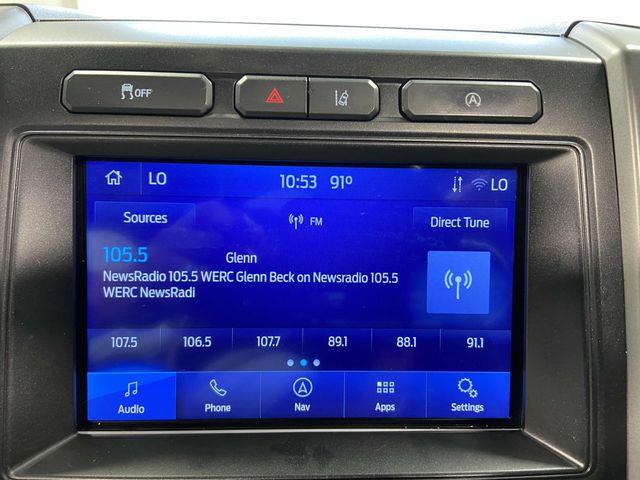 OFF
LO 10:53 91° LO
Sources FM Direct Tune
105.5 Glenn
NewsRadio 105.5 WERC Glenn Beck on Newsradio 105.5
WERC NewsRadi
107.5 106.5 107.7 89.1 88.1 91.1
Audio Phone Nav Apps Settings